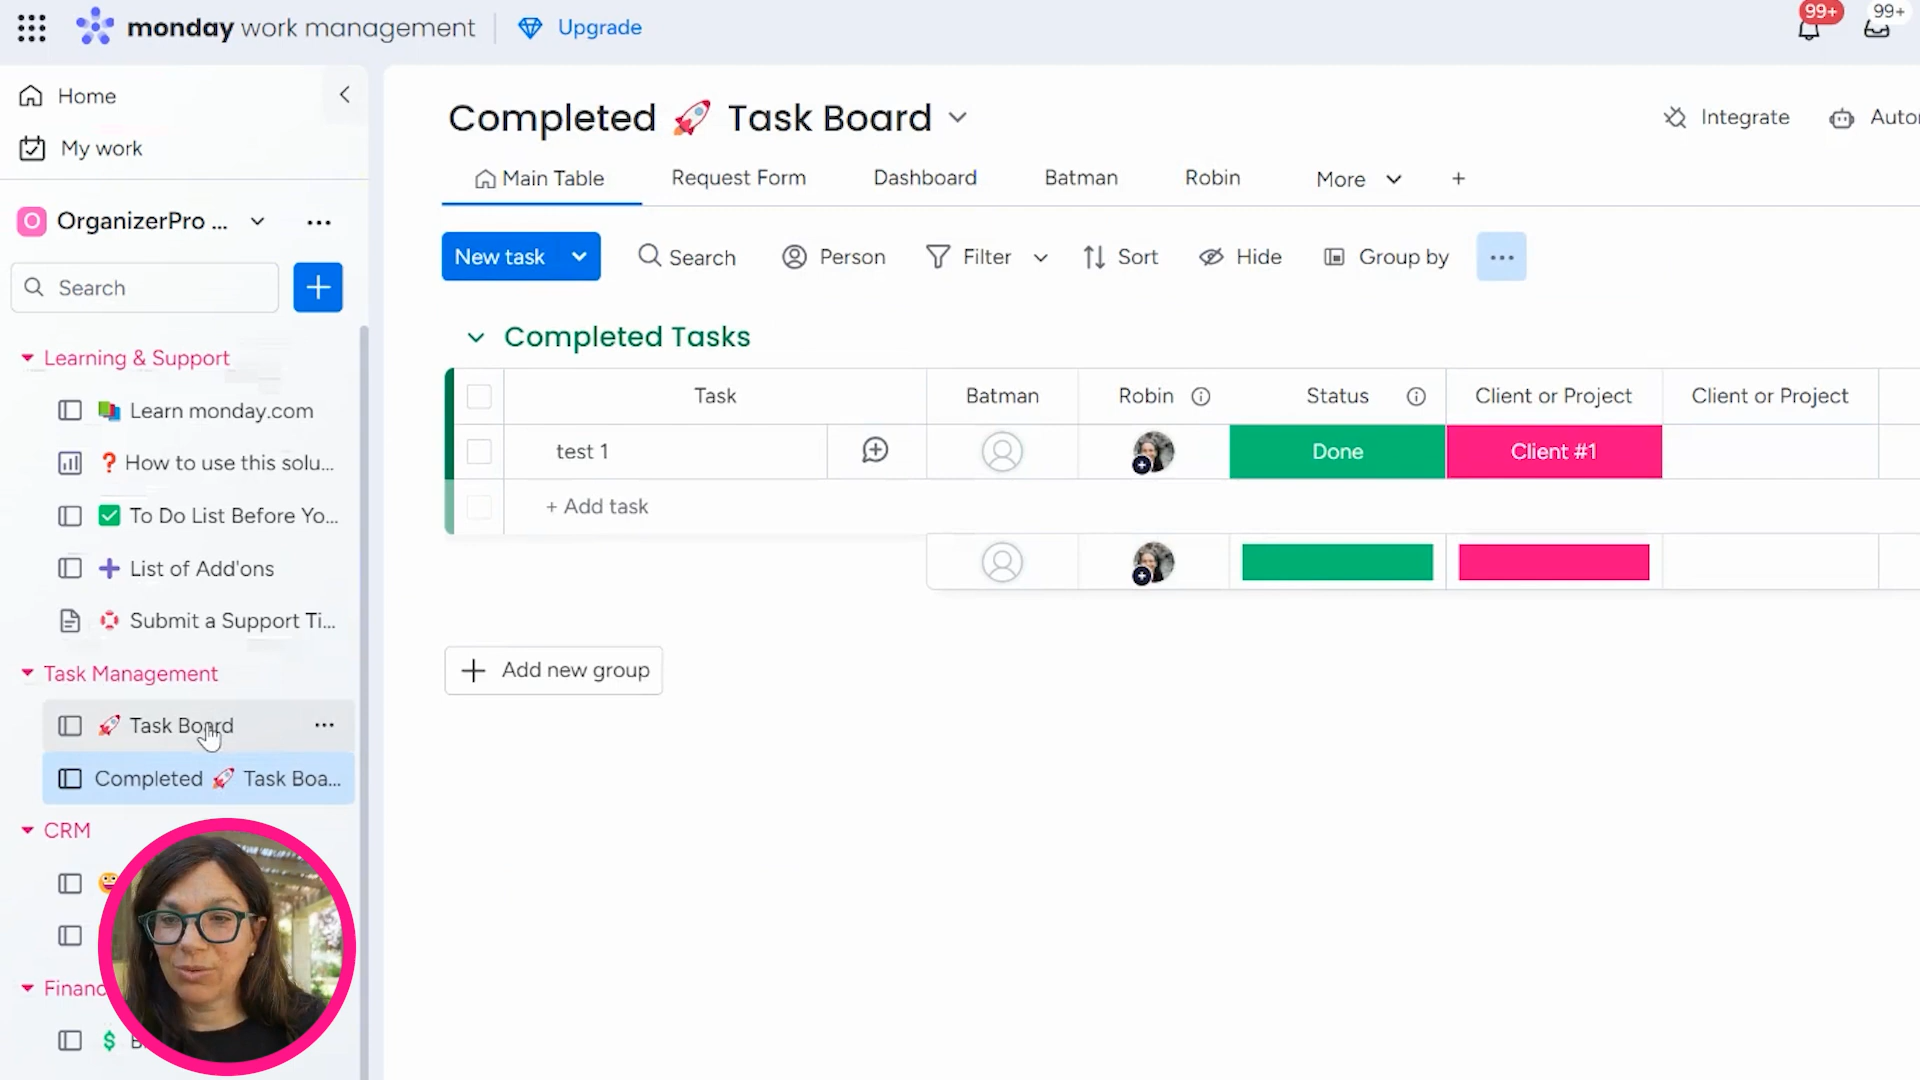 monday work management
Upgrade
99+
99+
Home
My work
O
OrganizerPro ...
Search
Learning & Support
Learn monday.com
How to use this solu...
To Do List Before Yo...
List of Add'ons
Submit a Support Ti...
Task Management
Task Board
Completed 🚀 Task Boa...
CRM
Financ
$
Completed 🚀 Task Board
Integrate
Autor
Main Table
Request Form
Dashboard
Batman
Robin
More
New task
Search
Person
Filter
Sort
Hide
Group by
Completed Tasks
Task
Batman
Robin
Status
Client or Project
Client or Project
test 1
Done
Client #1
+ Add task
Add new group